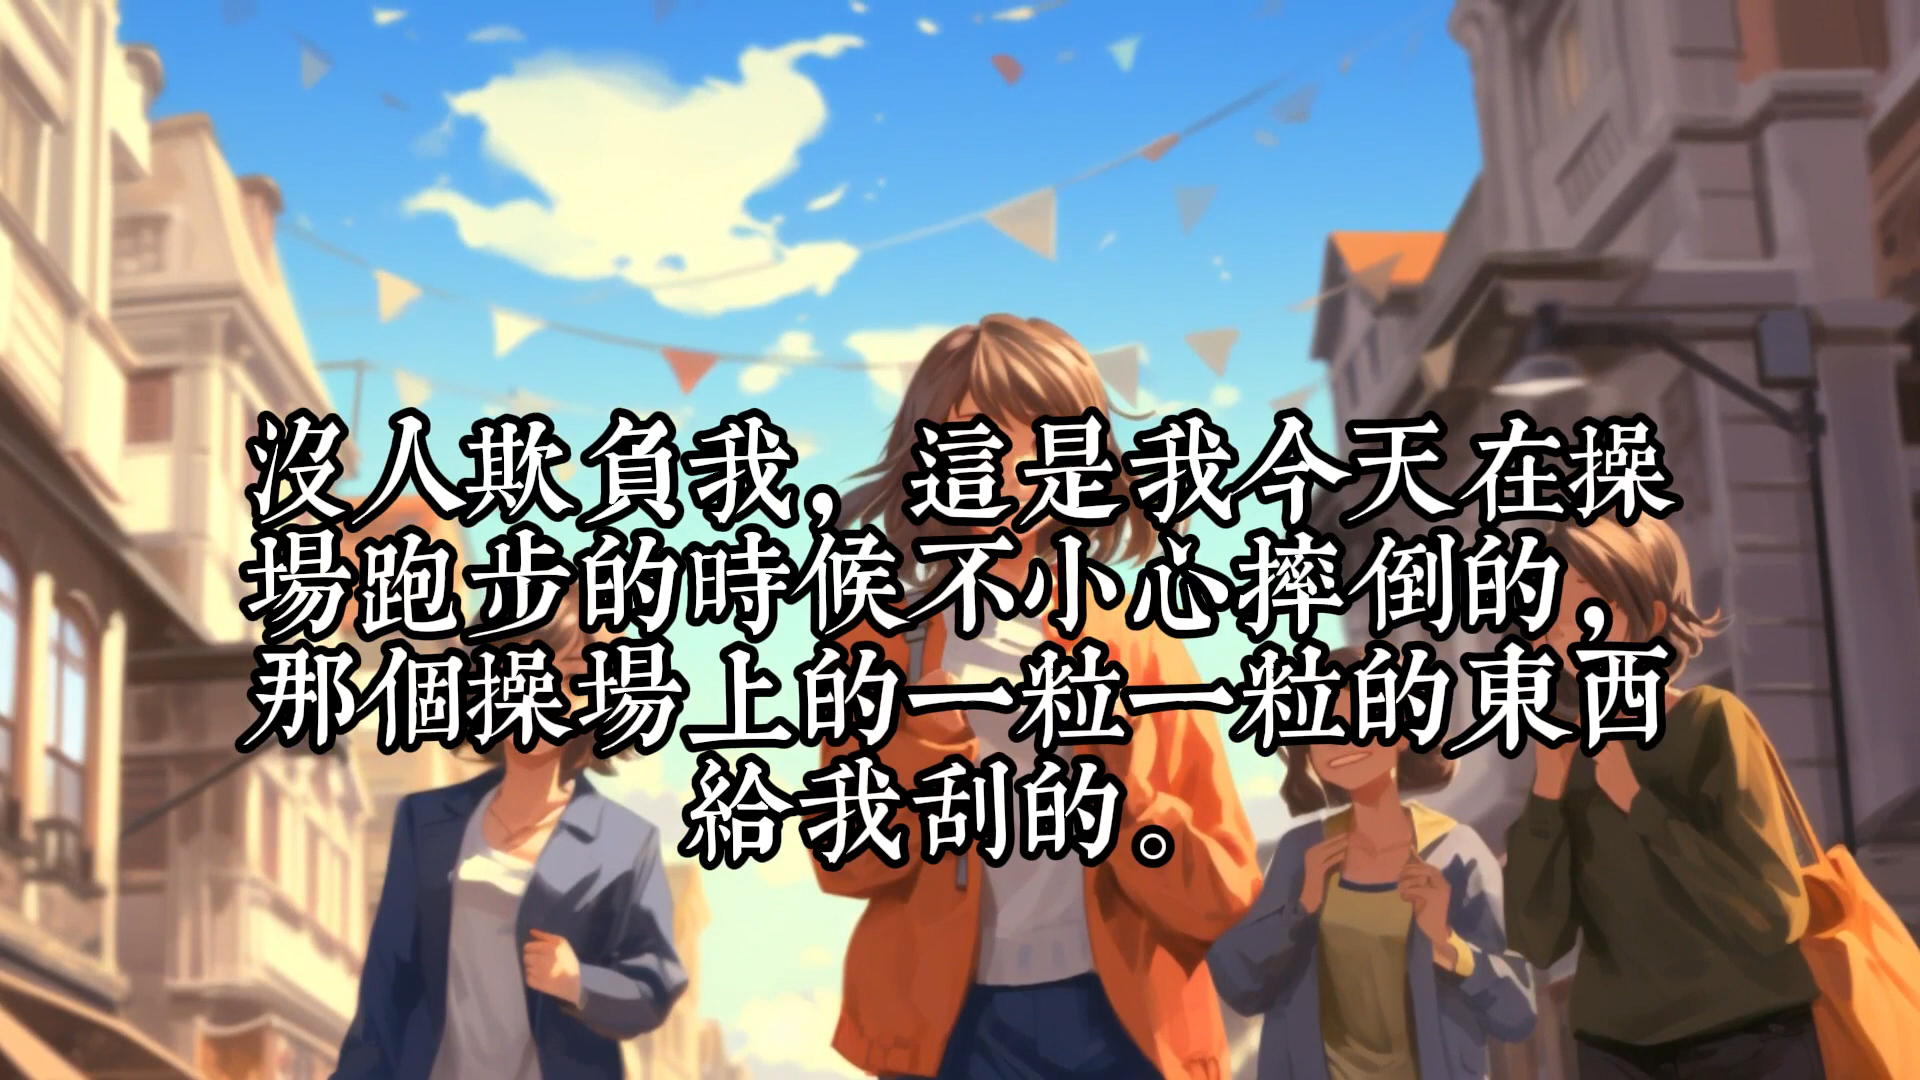 沒人欺負我，這是我今天在操
場跑步的時候不小心摔倒的，
那個操場上的一粒一粒的東西
給我刮的。